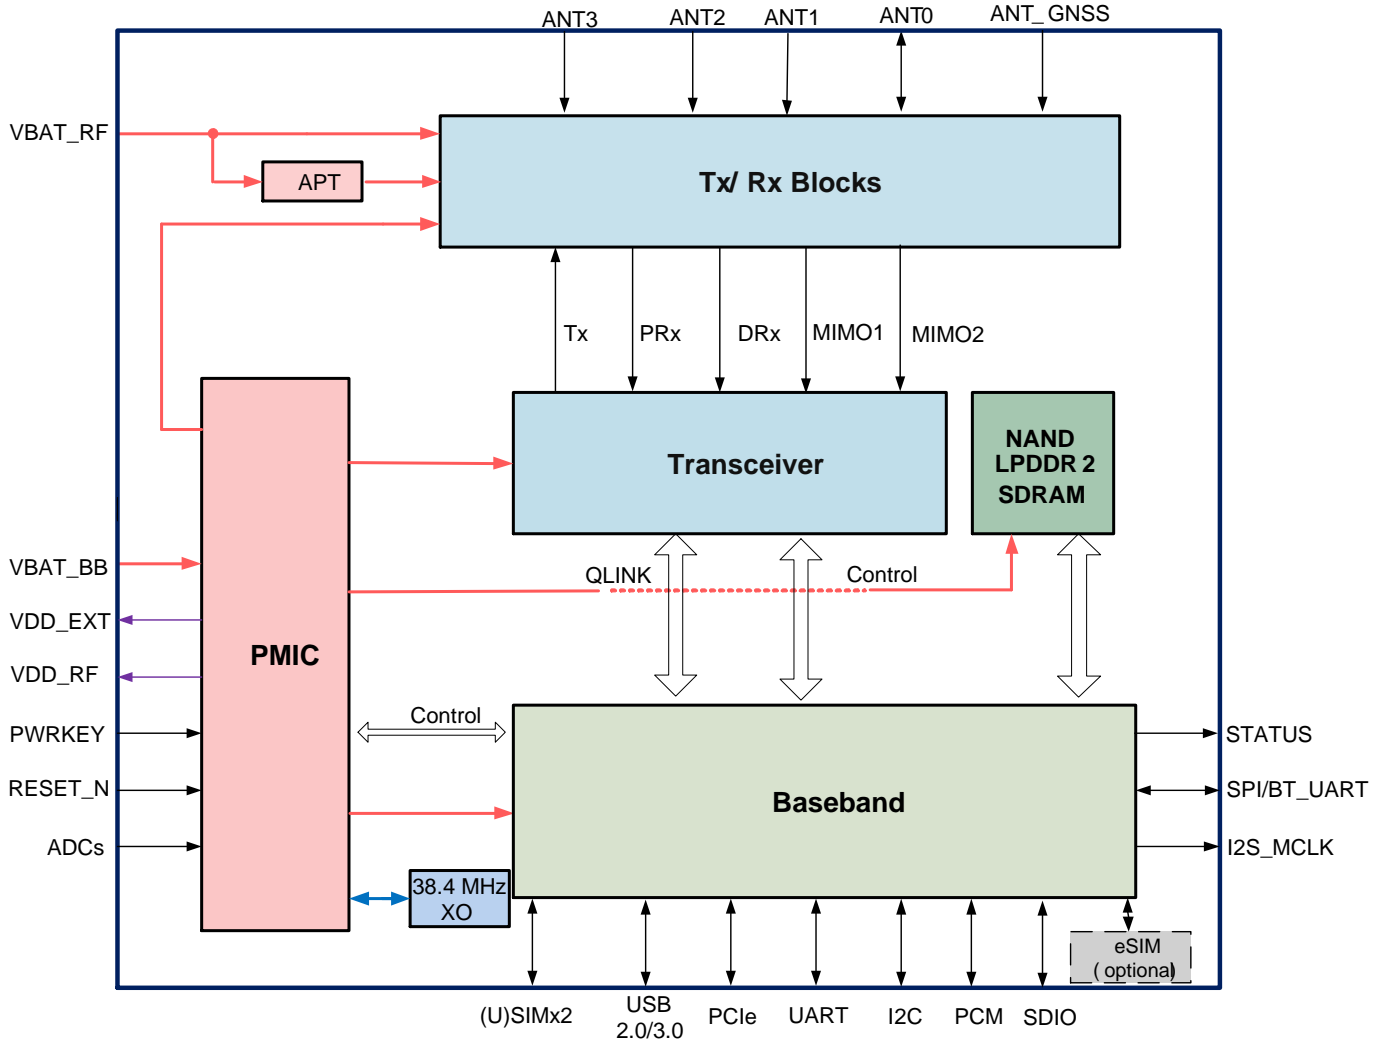 ANT3
ANT2
ANT1
ANT0
ANT_ GNSS
VBAT_RF
APT
Tx/ Rx Blocks
Tx
PRx
DRx
MIMO1
MIMO2
Transceiver
NAND
LPDDR 2
SDRAM
VBAT_BB
VDD_EXT
VDD_RF
PWRKEY
RESET_N
ADCs
PMIC
QLINK
Control
Control
Baseband
38.4 MHz
XO
STATUS
SPI/BT_UART
I2S_MCLK
eSIM
( optional)
(U)SIMx2
USB
2.0/3.0
PCIe
UART
I2C
PCM
SDIO